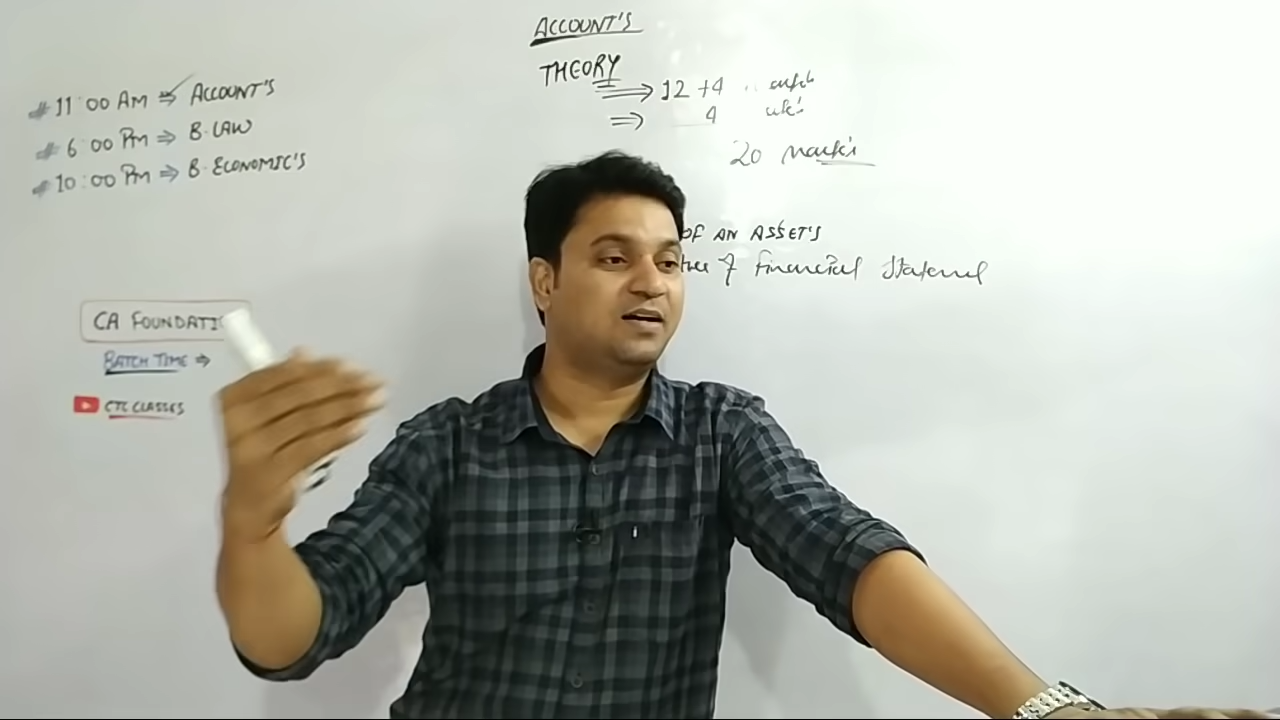 ACCOUNT'S
THEORY
⇒ 12 + 4
⇒ 4
20 Mark's
# 11:00 AM ⇒ ACCOUNT'S
# 6:00 PM ⇒ B.LAW
# 10:00 PM ⇒ B.ECONOMIC'S
OF AN ASSET'S
Financial Statement
CA FOUNDATI
BATCH TIME ⇒
CTC CLASSES